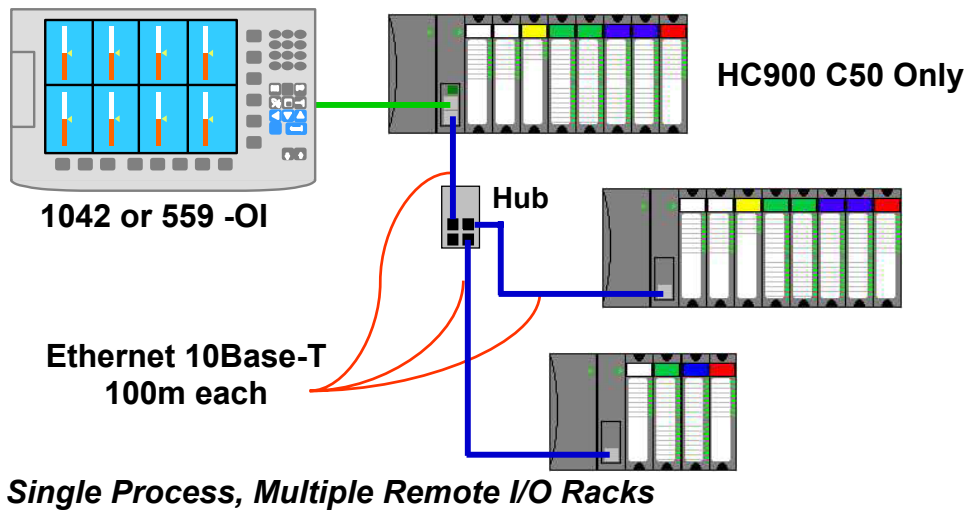 HC900 C50 Only
1042 or 559 -OI
Hub
Ethernet 10Base-T
100m each
Single Process, Multiple Remote I/O Racks